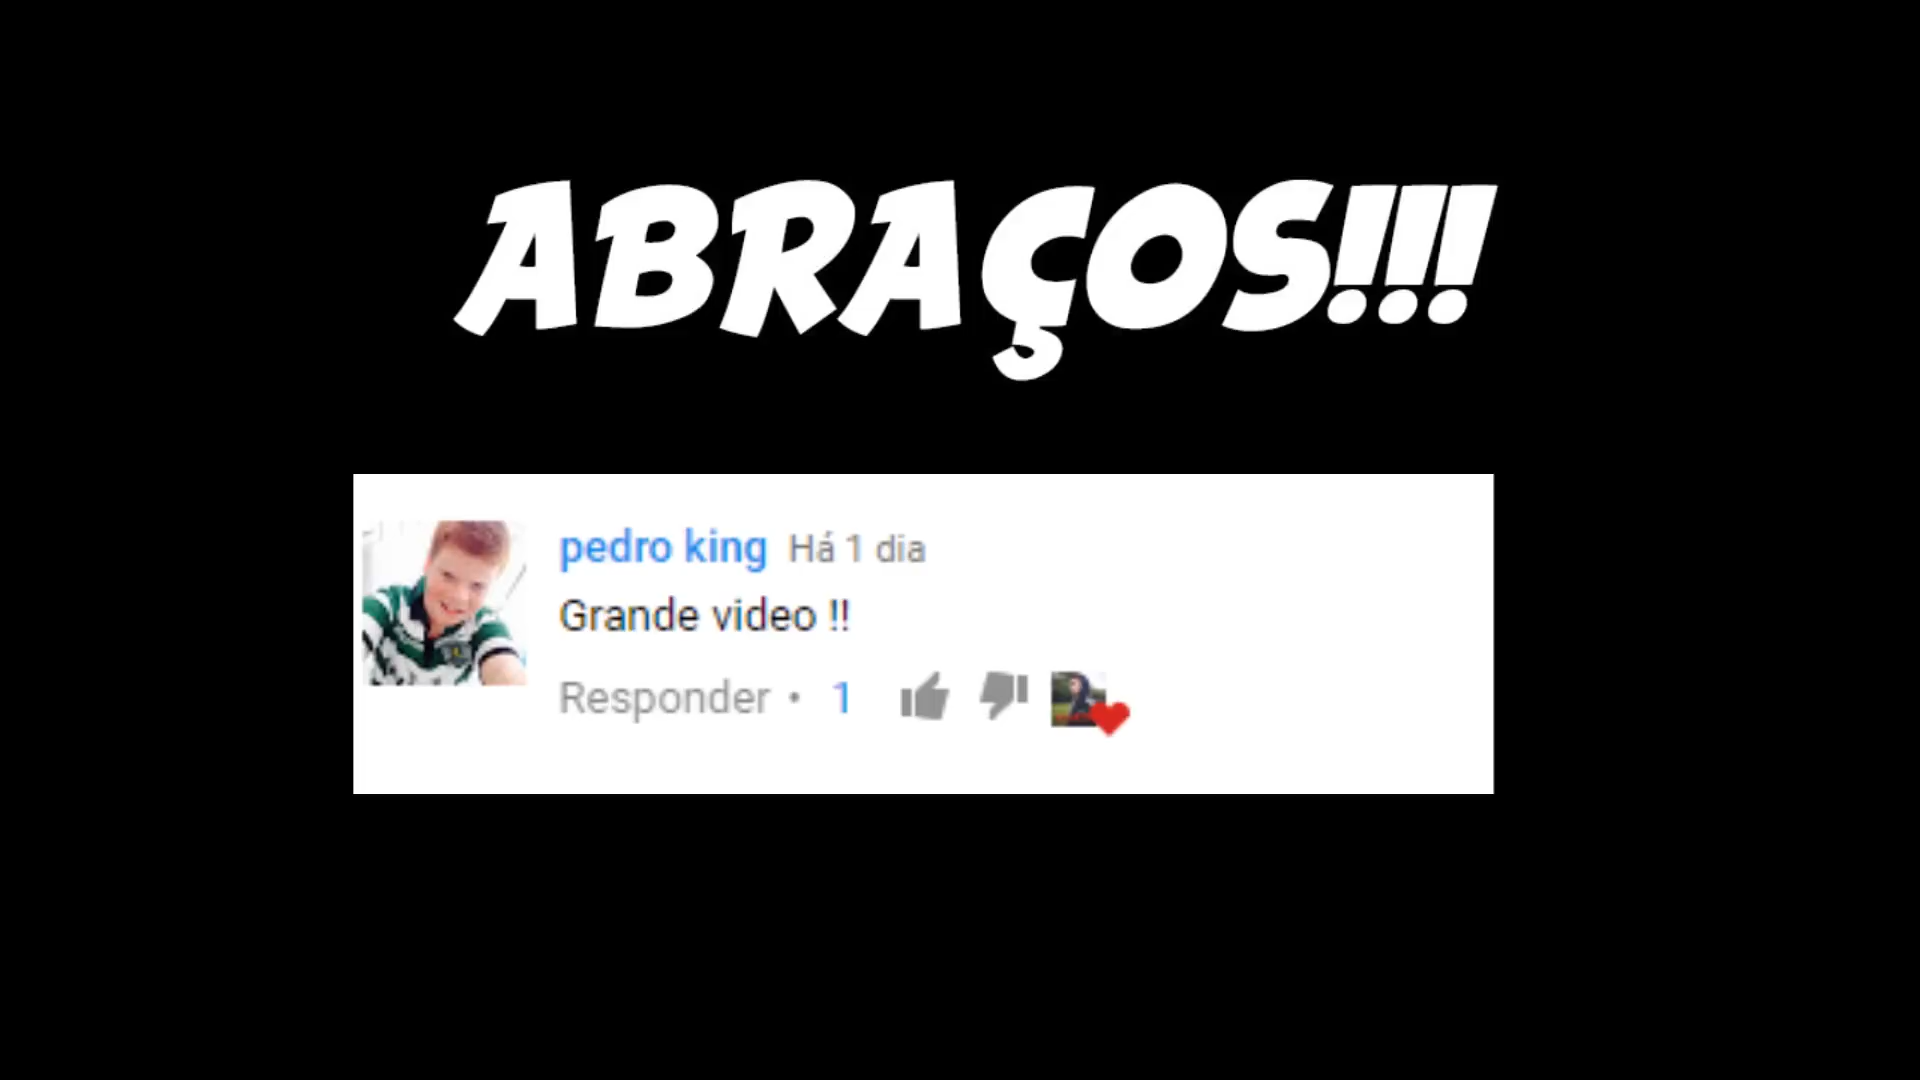 ABRAÇOS!!!
pedro king Há 1 dia
Grande video !!
Responder • 1